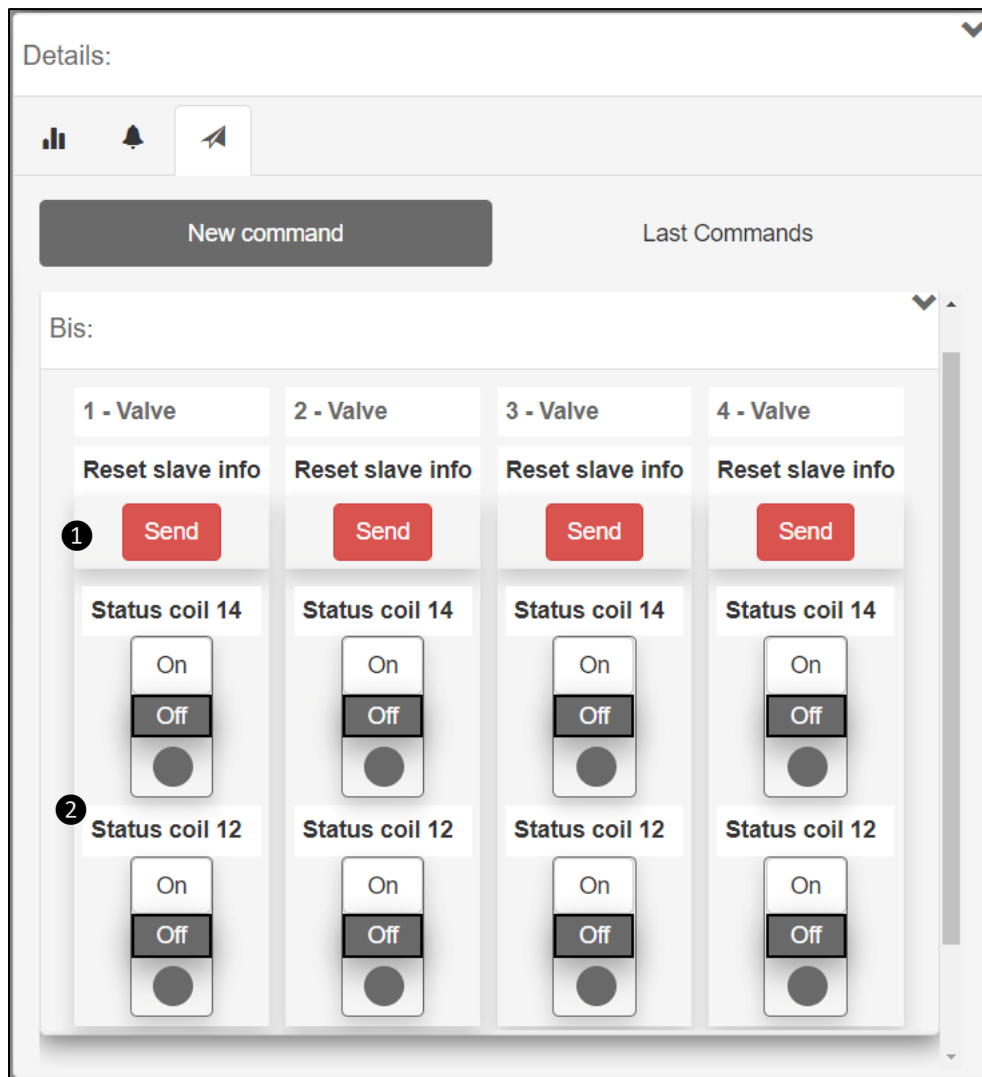 Details:
New command Last Commands
Bis:
1 - Valve 2 - Valve 3 - Valve 4 - Valve
Reset slave info Reset slave info Reset slave info Reset slave info
1 Send Send Send Send
Status coil 14 Status coil 14 Status coil 14 Status coil 14
On On On On
Off Off Off Off
2
Status coil 12 Status coil 12 Status coil 12 Status coil 12
On On On On
Off Off Off Off